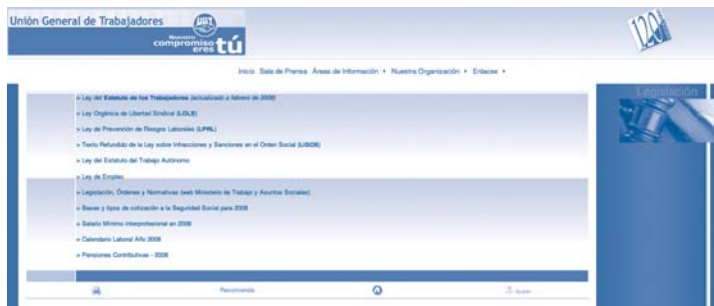 Unión General de Trabajadores
UGT
Nuestro
compromiso
eres tú
120
Inicio Sala de Prensa Áreas de Información Nuestra Organización Enlaces
Legislación
» Ley del Estatuto de los Trabajadores (actualizado a febrero de 2008)
» Ley Orgánica de Libertad Sindical (LOLS)
» Ley de Prevención de Riesgos Laborales (LPRL)
» Texto Refundido de la Ley sobre Infracciones y Sanciones en el Orden Social (LISOS)
» Ley del Estatuto del Trabajo Autónomo
» Ley de Empleo
» Legislación, Órdenes y Normativas (web Ministerio de Trabajo y Asuntos Sociales)
» Bases y tipos de cotización a la Seguridad Social para 2008
» Salario Mínimo Interprofesional en 2008
» Calendario Laboral Año 2008
» Pensiones Contributivas - 2008
Recomienda
Subir